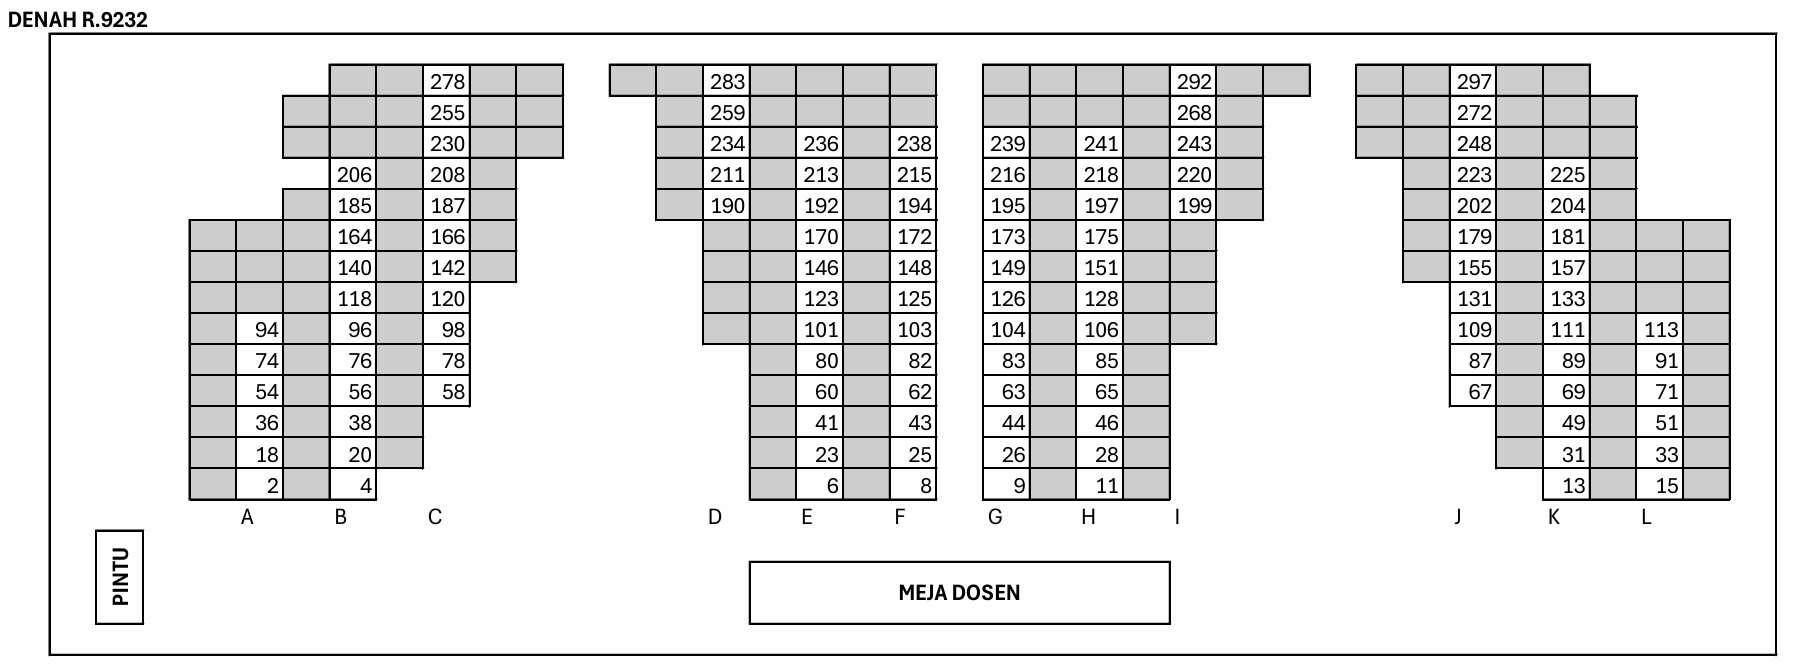 DENAH R.9232
278 283 292 297
255 259 268 272
230 234 236 238 239 241 243 248
206 208 211 213 215 216 218 220 223 225
185 187 190 192 194 195 197 199 202 204
164 166 170 172 173 175 179 181
140 142 146 148 149 151 155 157
118 120 123 125 126 128 131 133
94 96 98 101 103 104 106 109 111 113
74 76 78 80 82 83 85 87 89 91
54 56 58 60 62 63 65 67 69 71
36 38 41 43 44 46 49 51
18 20 23 25 26 28 31 33
2 4 6 8 9 11 13 15
A B C D E F G H I J K L
PINTU
MEJA DOSEN